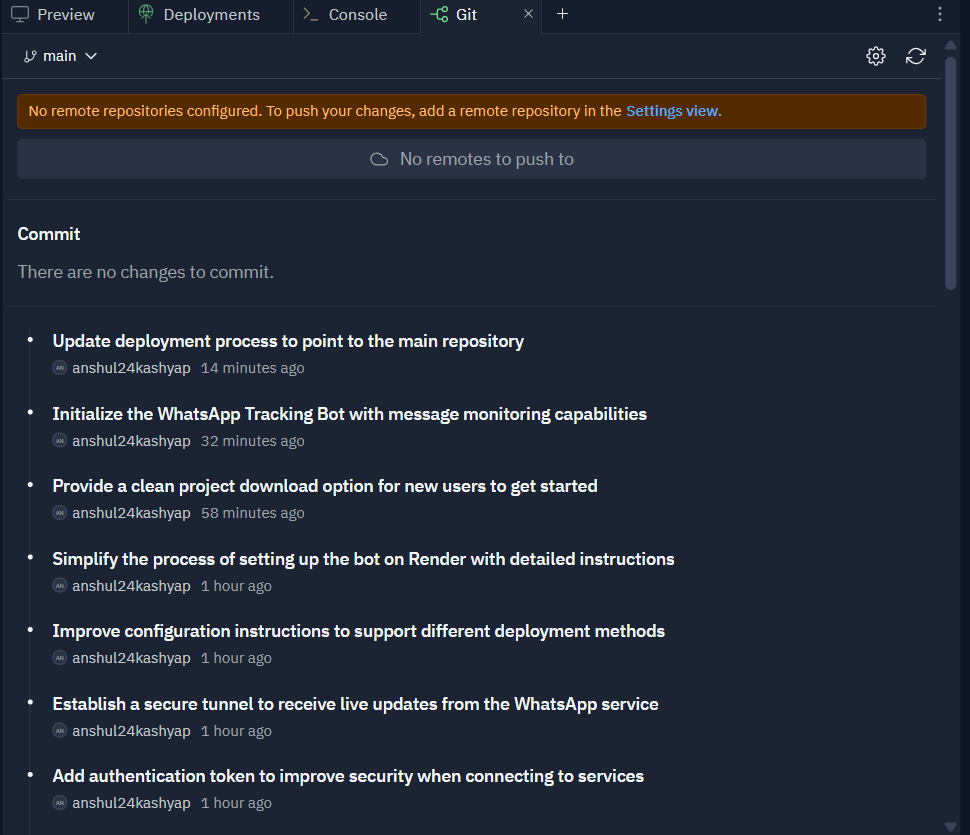 Preview Deployments Console Git
main
No remote repositories configured. To push your changes, add a remote repository in the Settings view.
No remotes to push to
Commit
There are no changes to commit.
Update deployment process to point to the main repository
AN anshul24kashyap 14 minutes ago
Initialize the WhatsApp Tracking Bot with message monitoring capabilities
AN anshul24kashyap 32 minutes ago
Provide a clean project download option for new users to get started
AN anshul24kashyap 58 minutes ago
Simplify the process of setting up the bot on Render with detailed instructions
AN anshul24kashyap 1 hour ago
Improve configuration instructions to support different deployment methods
AN anshul24kashyap 1 hour ago
Establish a secure tunnel to receive live updates from the WhatsApp service
AN anshul24kashyap 1 hour ago
Add authentication token to improve security when connecting to services
AN anshul24kashyap 1 hour ago